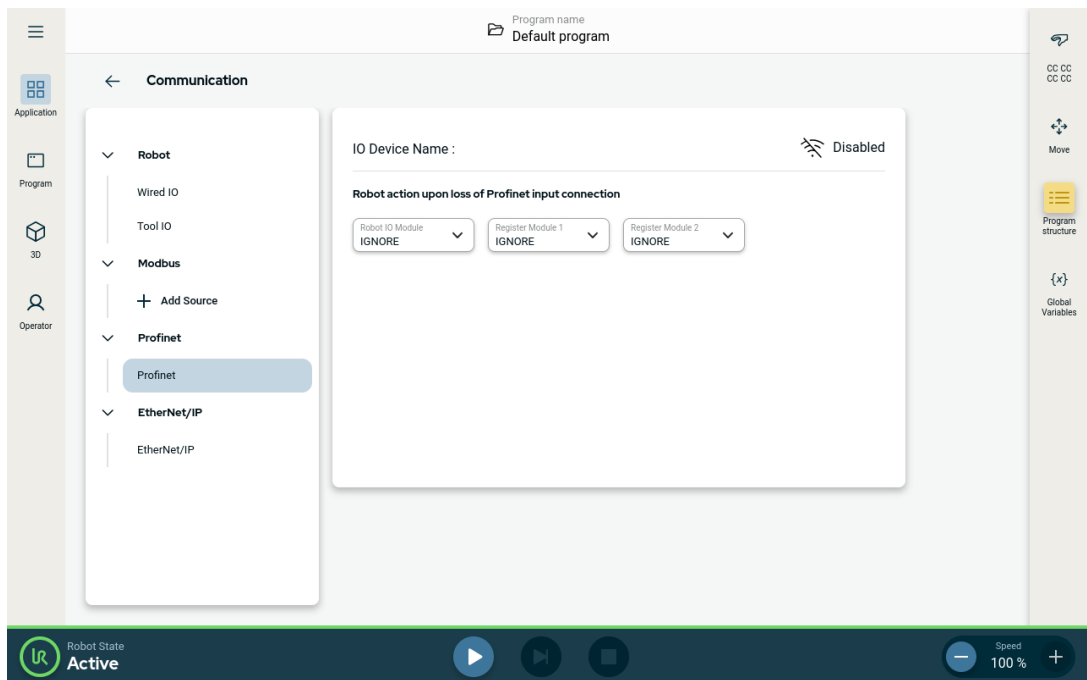 Program name
Default program
Application
Program
3D
Operator
Communication
Robot
Wired IO
Tool IO
Modbus
Add Source
Profinet
Profinet
EtherNet/IP
EtherNet/IP
IO Device Name :
Disabled
Robot action upon loss of Profinet input connection
Robot IO Module
IGNORE
Register Module 1
IGNORE
Register Module 2
IGNORE
CC CC
CC CC
Move
Program
structure
{x}
Global
Variables
UR
Robot State
Active
Speed
100 %